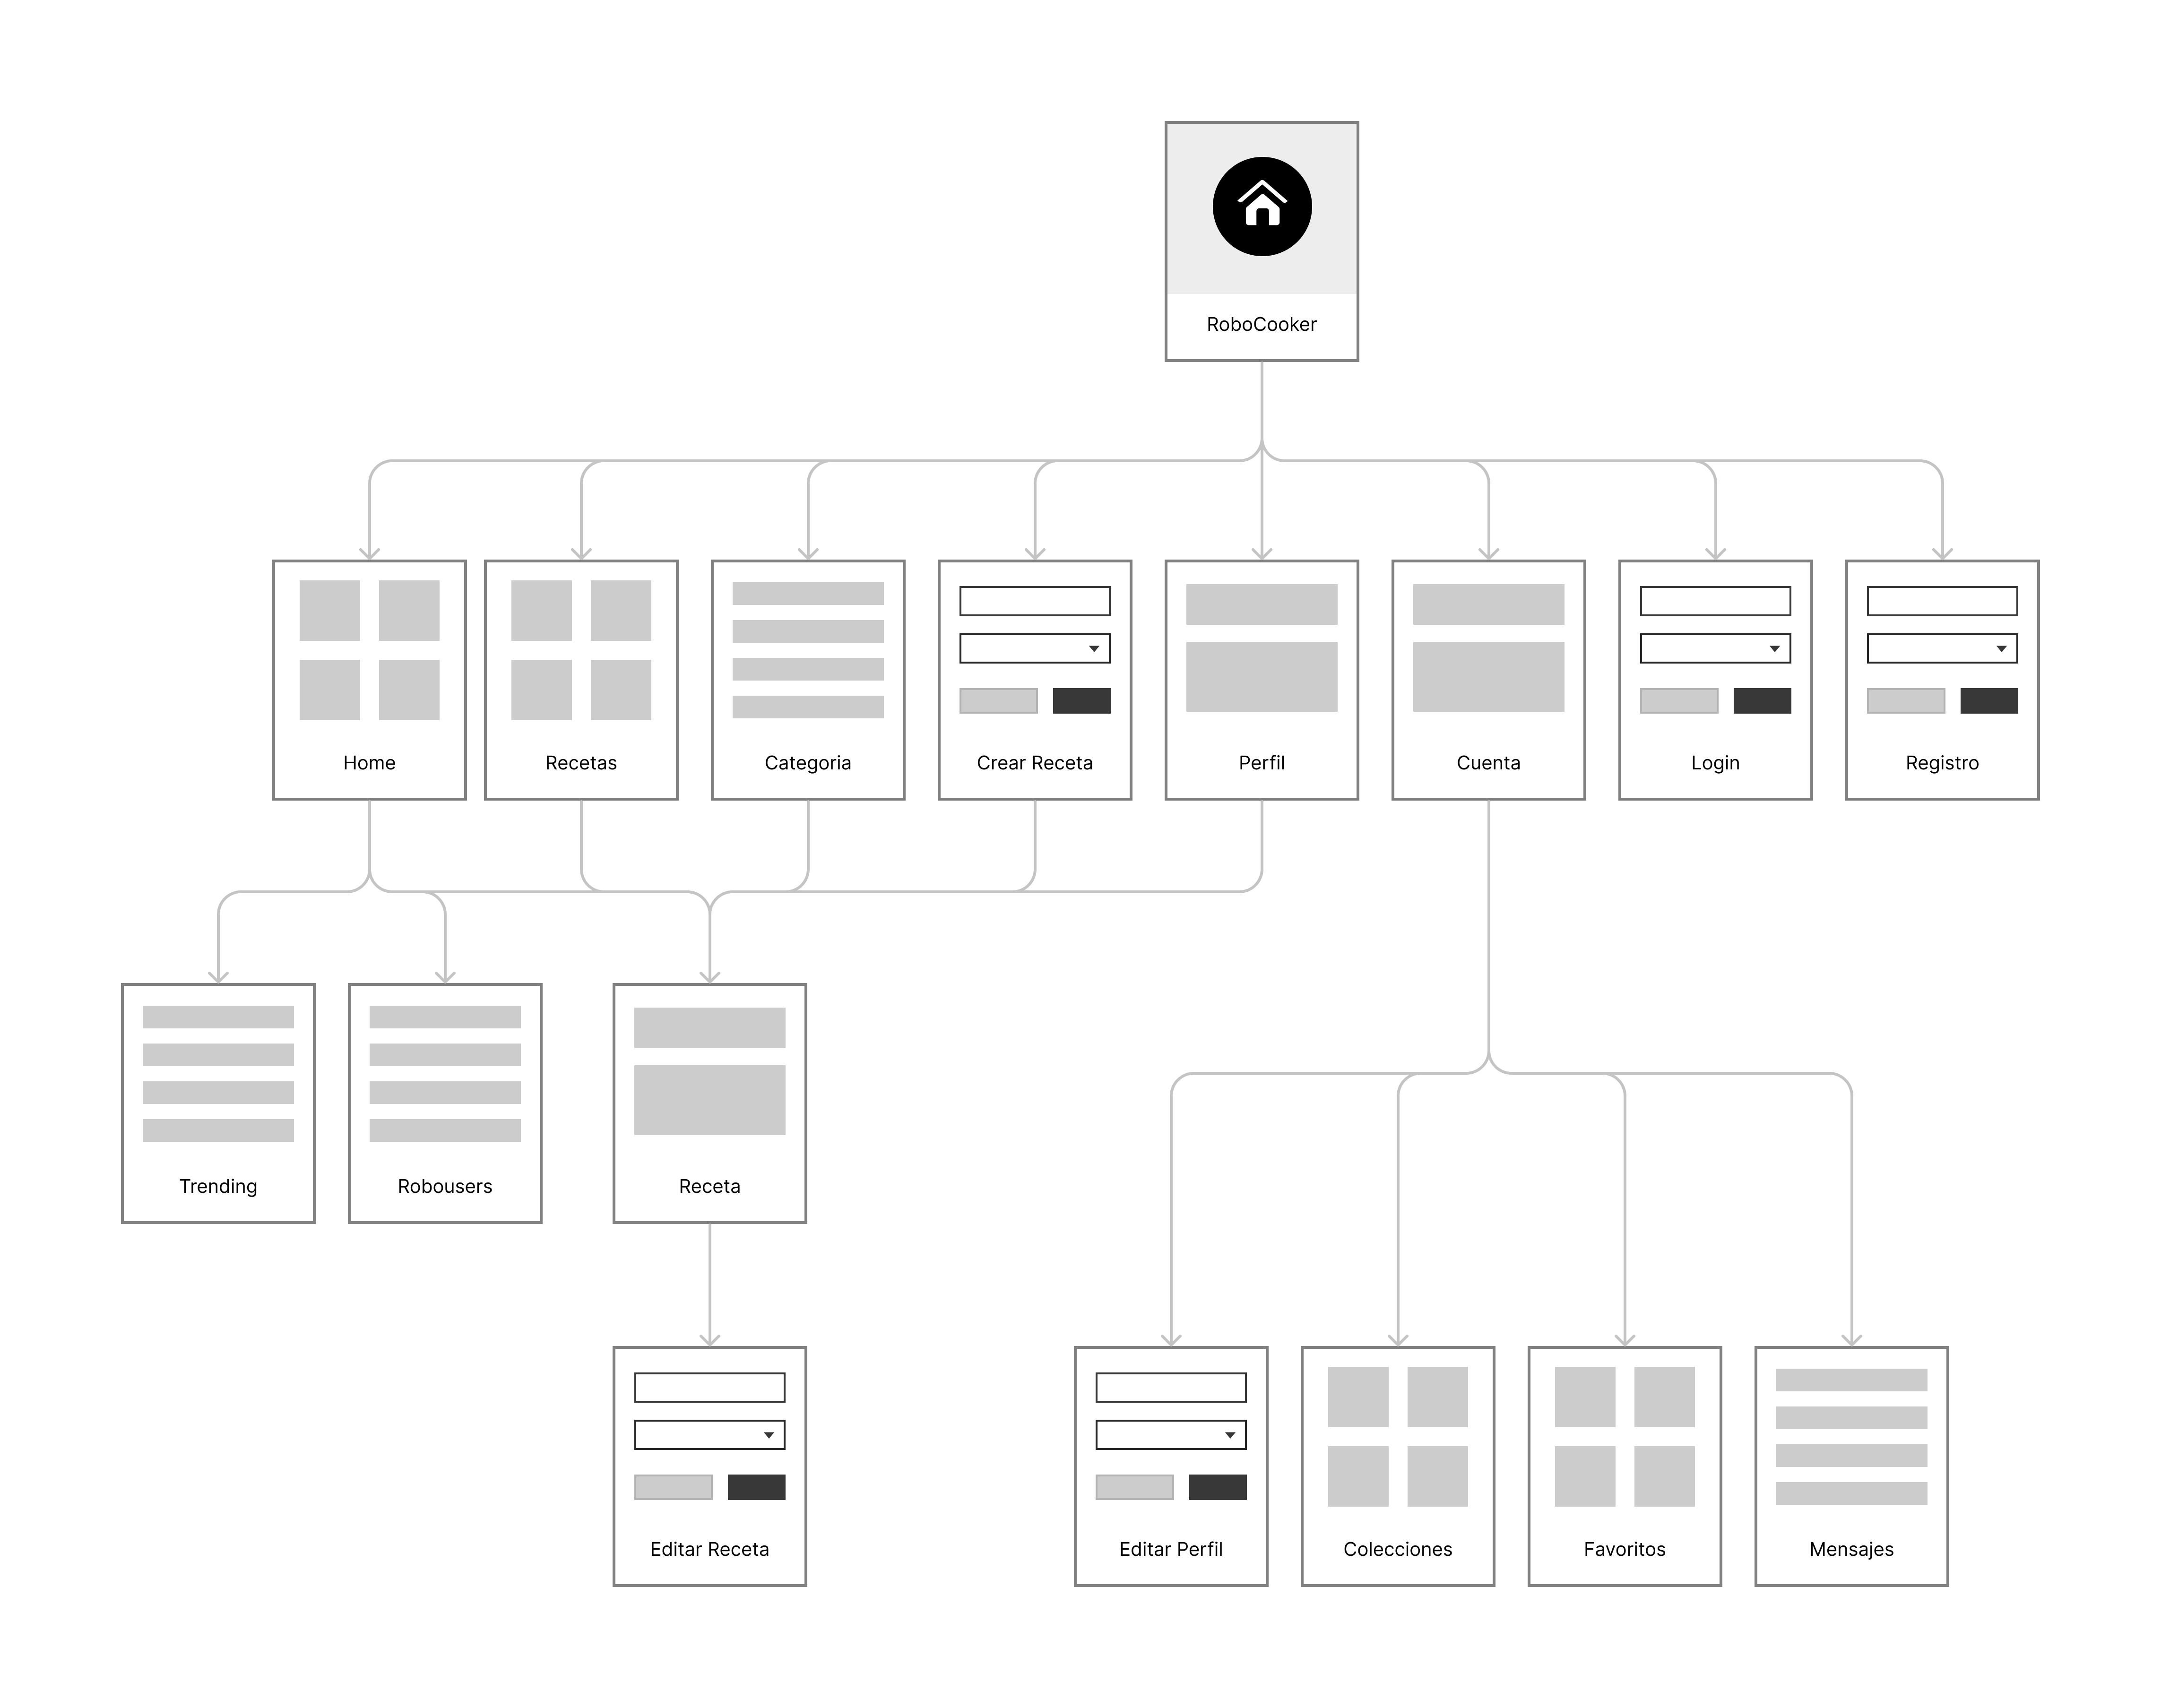 RoboCooker
Home
Recetas
Categoria
Crear Receta
Perfil
Cuenta
Login
Registro
Trending
Robousers
Receta
Editar Receta
Editar Perfil
Colecciones
Favoritos
Mensajes